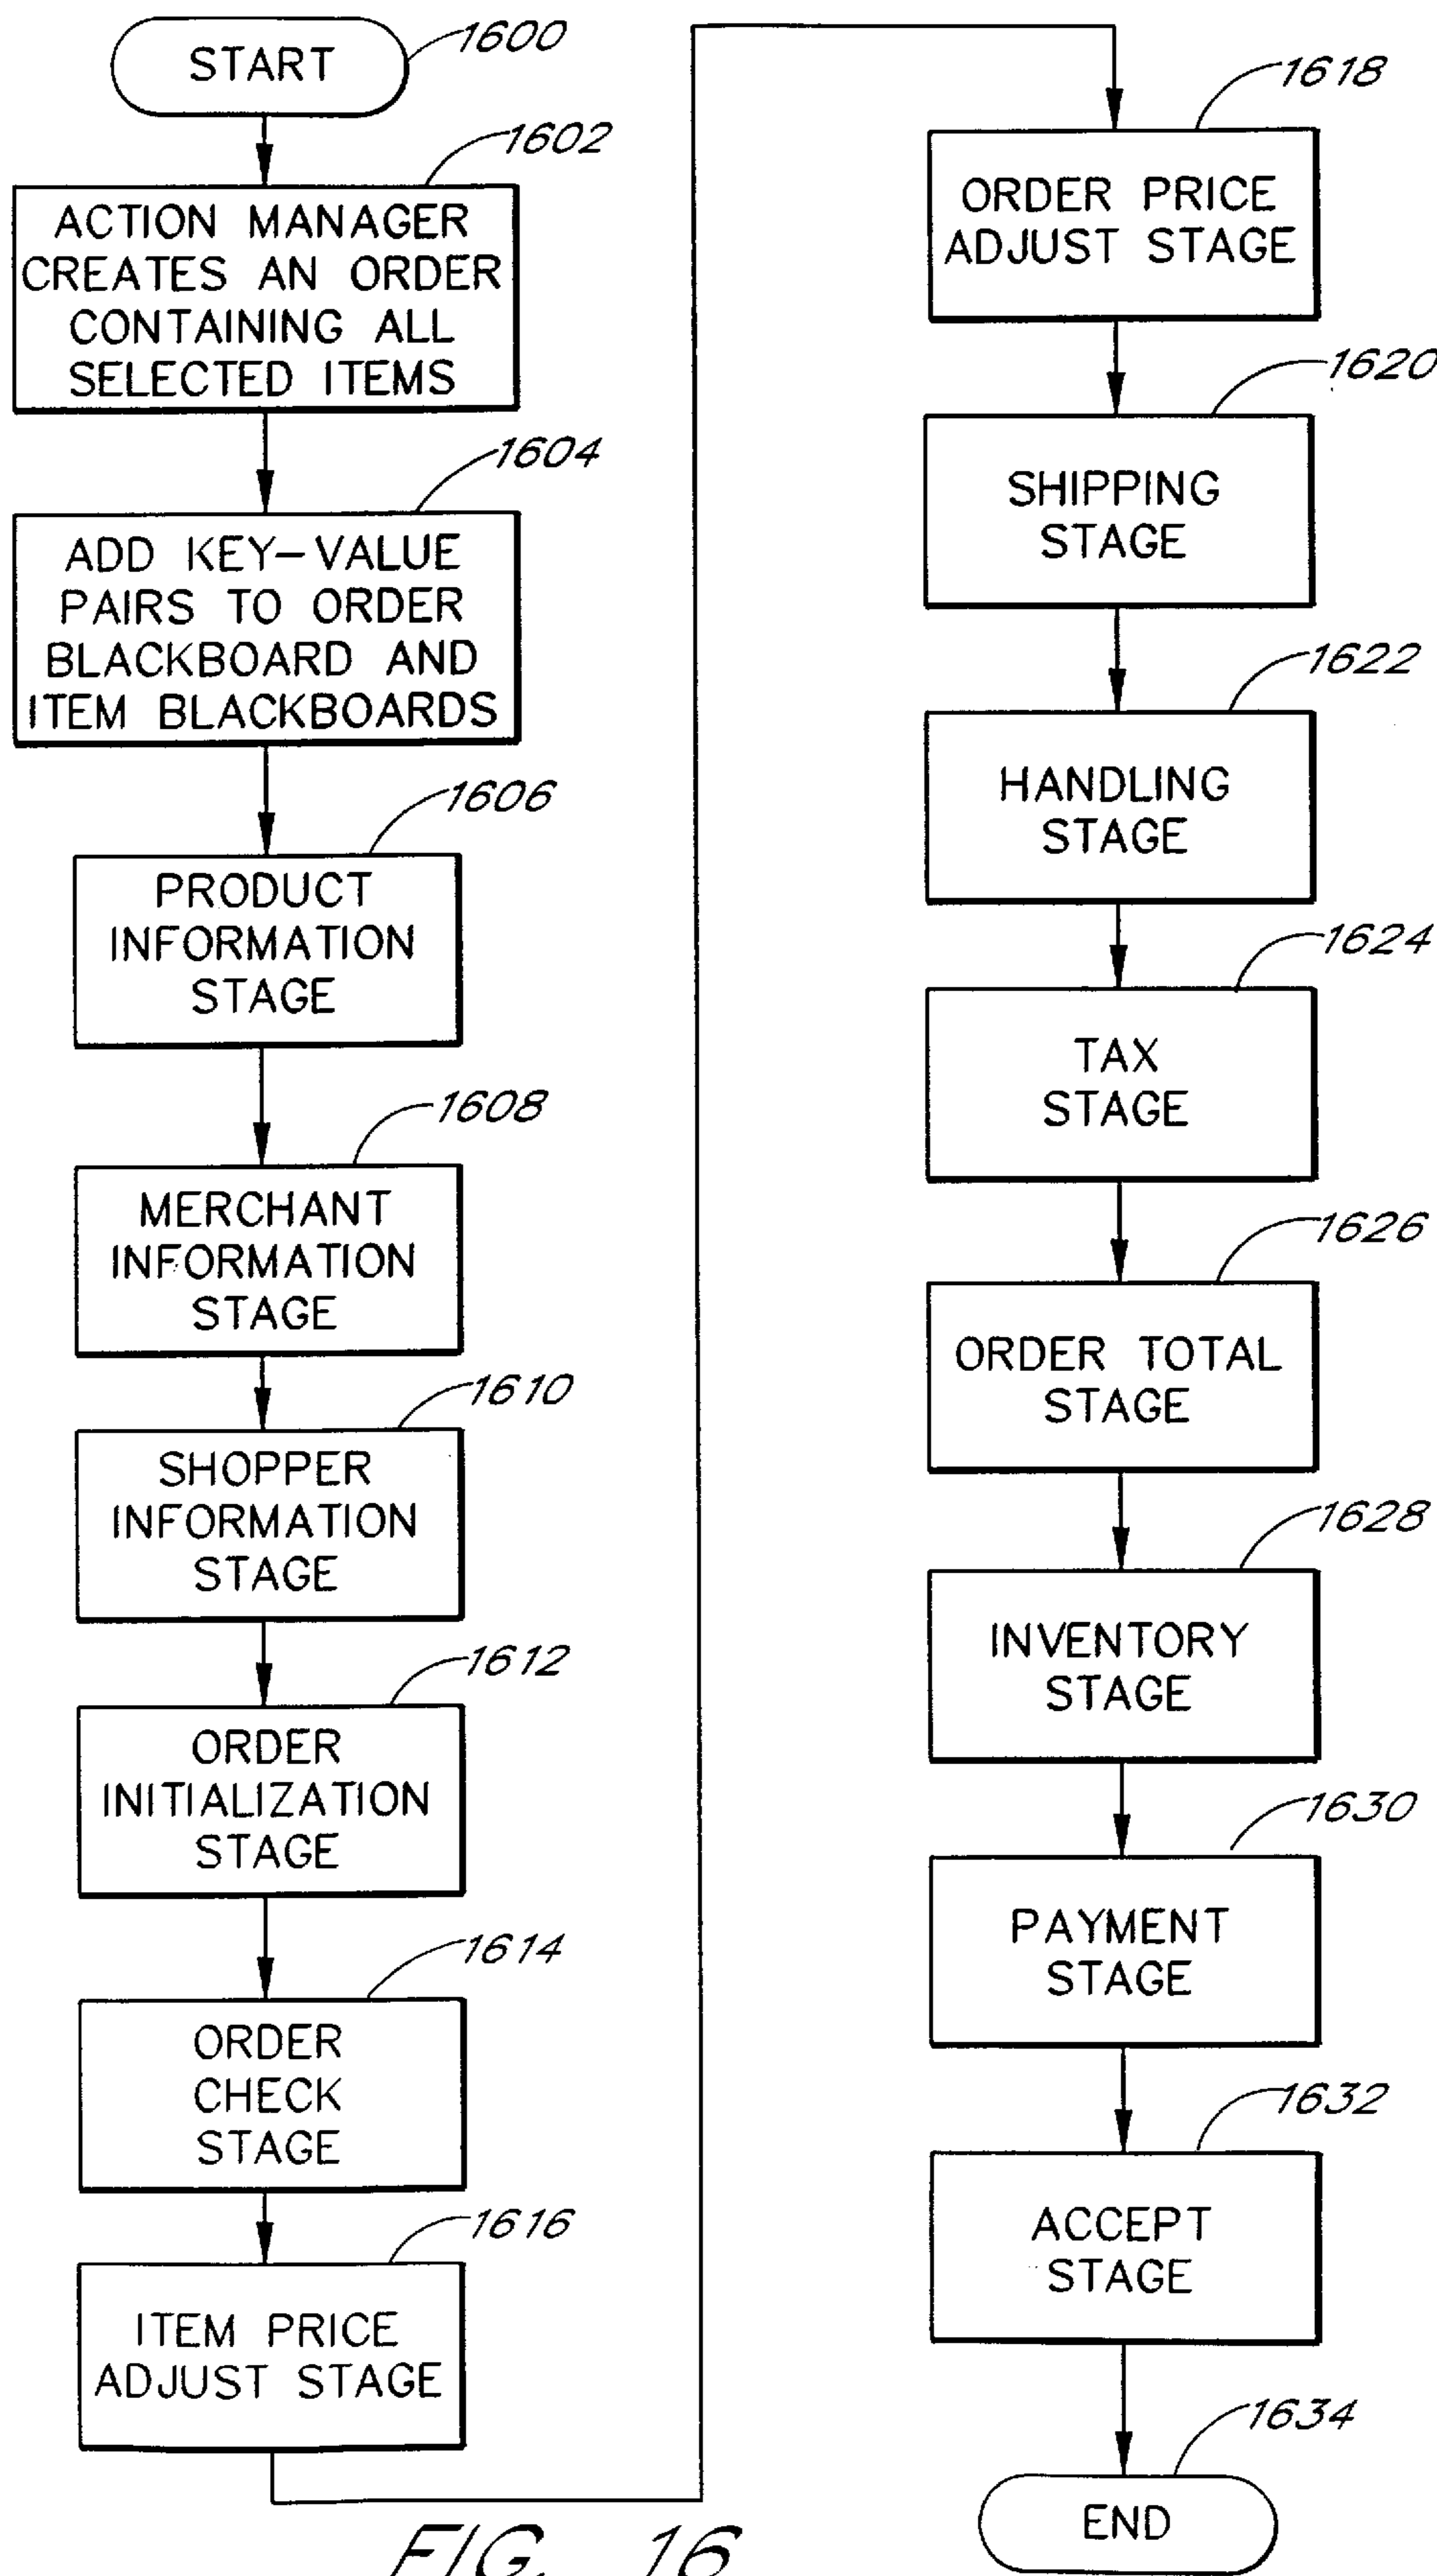 START
1600
1602
ACTION MANAGER
CREATES AN ORDER
CONTAINING ALL
SELECTED ITEMS
1604
ADD KEY-VALUE
PAIRS TO ORDER
BLACKBOARD AND
ITEM BLACKBOARDS
1606
PRODUCT
INFORMATION
STAGE
1608
MERCHANT
INFORMATION
STAGE
1610
SHOPPER
INFORMATION
STAGE
1612
ORDER
INITIALIZATION
STAGE
1614
ORDER
CHECK
STAGE
1616
ITEM PRICE
ADJUST STAGE
1618
ORDER PRICE
ADJUST STAGE
1620
SHIPPING
STAGE
1622
HANDLING
STAGE
1624
TAX
STAGE
1626
ORDER TOTAL
STAGE
1628
INVENTORY
STAGE
1630
PAYMENT
STAGE
1632
ACCEPT
STAGE
1634
END
FIG. 16